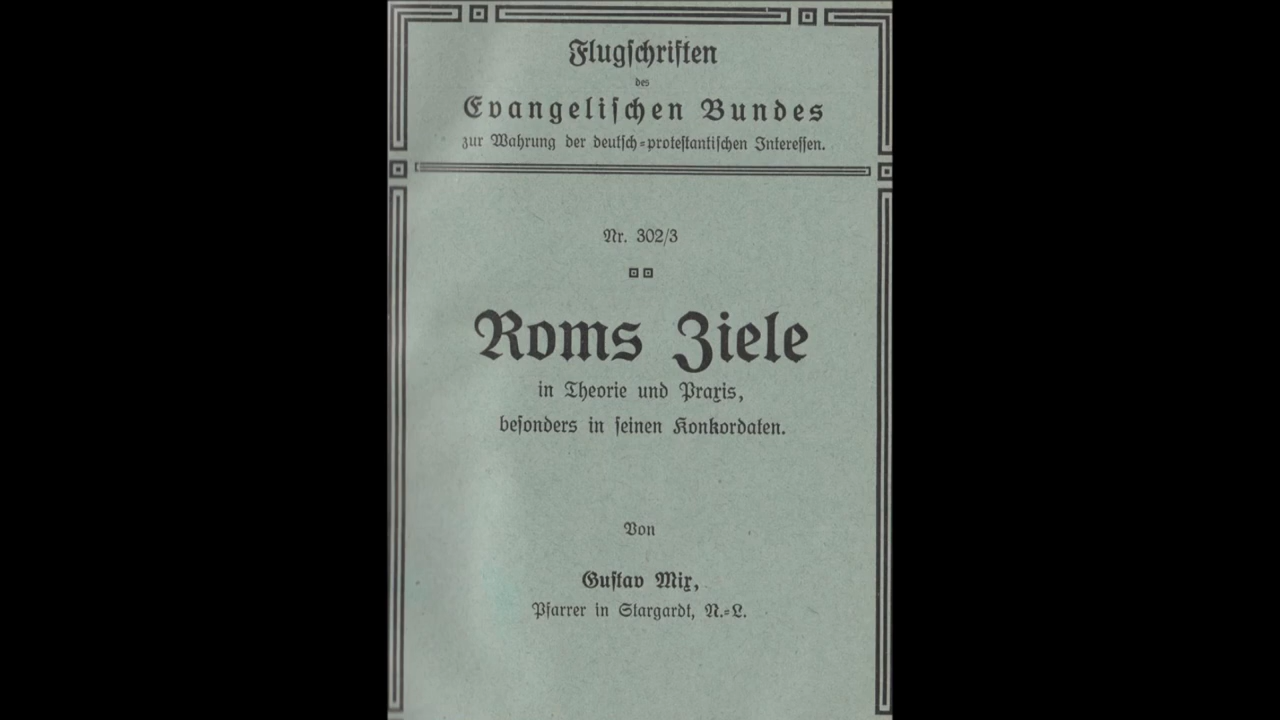 Flugschriften
des
Evangelischen Bundes
zur Wahrung der deutsch-protestantischen Interessen.
Nr. 302/3
Roms Ziele
in Theorie und Praxis,
besonders in seinen Konkordaten.
Von
Gustav Mix,
Pfarrer in Stargardt, N.-L.